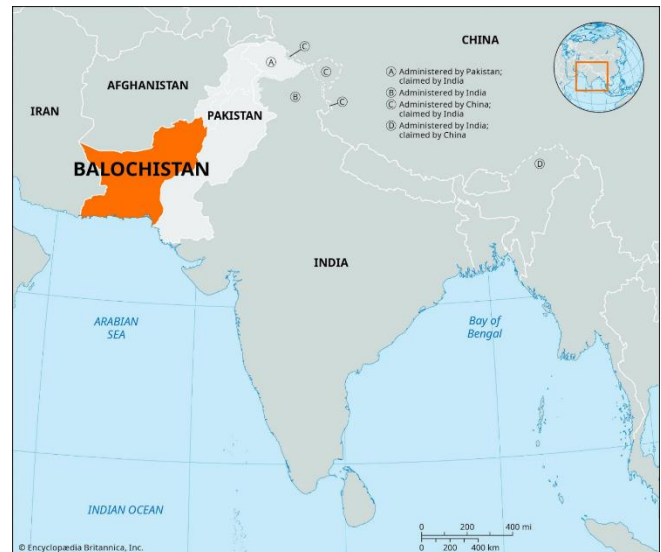 CHINA
Ⓐ Administered by Pakistan;
claimed by India
Ⓑ Administered by India
Ⓒ Administered by China;
claimed by India
Ⓓ Administered by India;
claimed by China
Ⓒ
Ⓐ
Ⓒ
Ⓑ
Ⓒ
AFGHANISTAN
IRAN
PAKISTAN
BALOCHISTAN
Ⓓ
INDIA
ARABIAN
SEA
Bay of
Bengal
INDIAN OCEAN
0 200 400 mi
0 200 400 km
© Encyclopædia Britannica, Inc.